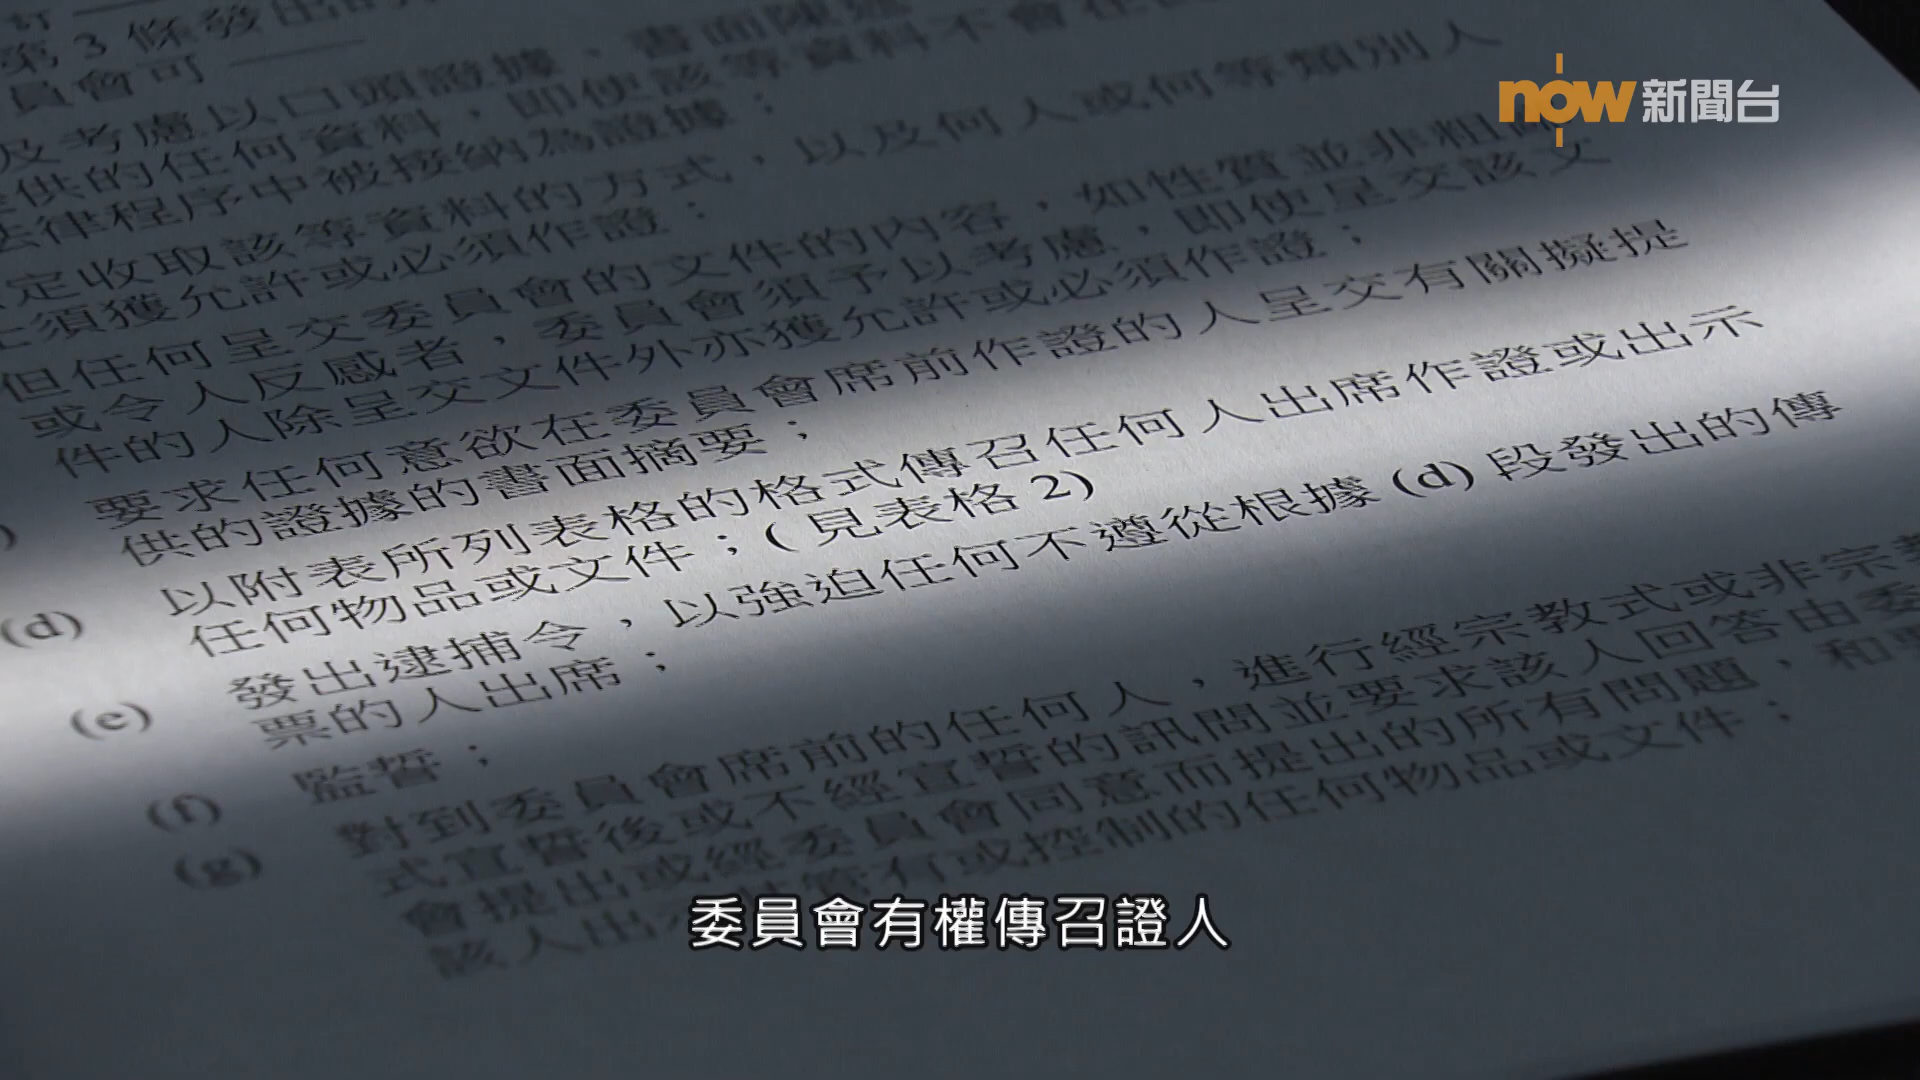 第3條發出的
員會可
及考慮以口頭證據、書面陳述
供的任何資料，即使該等資料不會在
法律程序中被接納為證據；
定收取該等資料的方式，以及何人或何等類別人
士須獲允許或必須作證；
但任何呈交委員會的文件的內容，如性質並非粗
或令人反感者，委員會須予以考慮，即使呈交該文
件的人除呈交文件外亦獲允許或必須作證；
要求任何意欲在委員會席前作證的人呈交有關擬提
供的證據的書面摘要；
(d) 以附表所列表格的格式傳召任何人出席作證或出示
任何物品或文件；(見表格2)
(e) 發出逮捕令，以強迫任何不遵從根據(d)段發出的傳
票的人出席；
(f) 監誓；
(g) 對到委員會席前的任何人，進行經宗教式或非宗教
式宣誓後或不經宣誓的訊問並要求該人回答由委
會提出或經委員會同意而提出的所有問題，和要
該人出示管有或控制的任何物品或文件；
now新聞台
委員會有權傳召證人